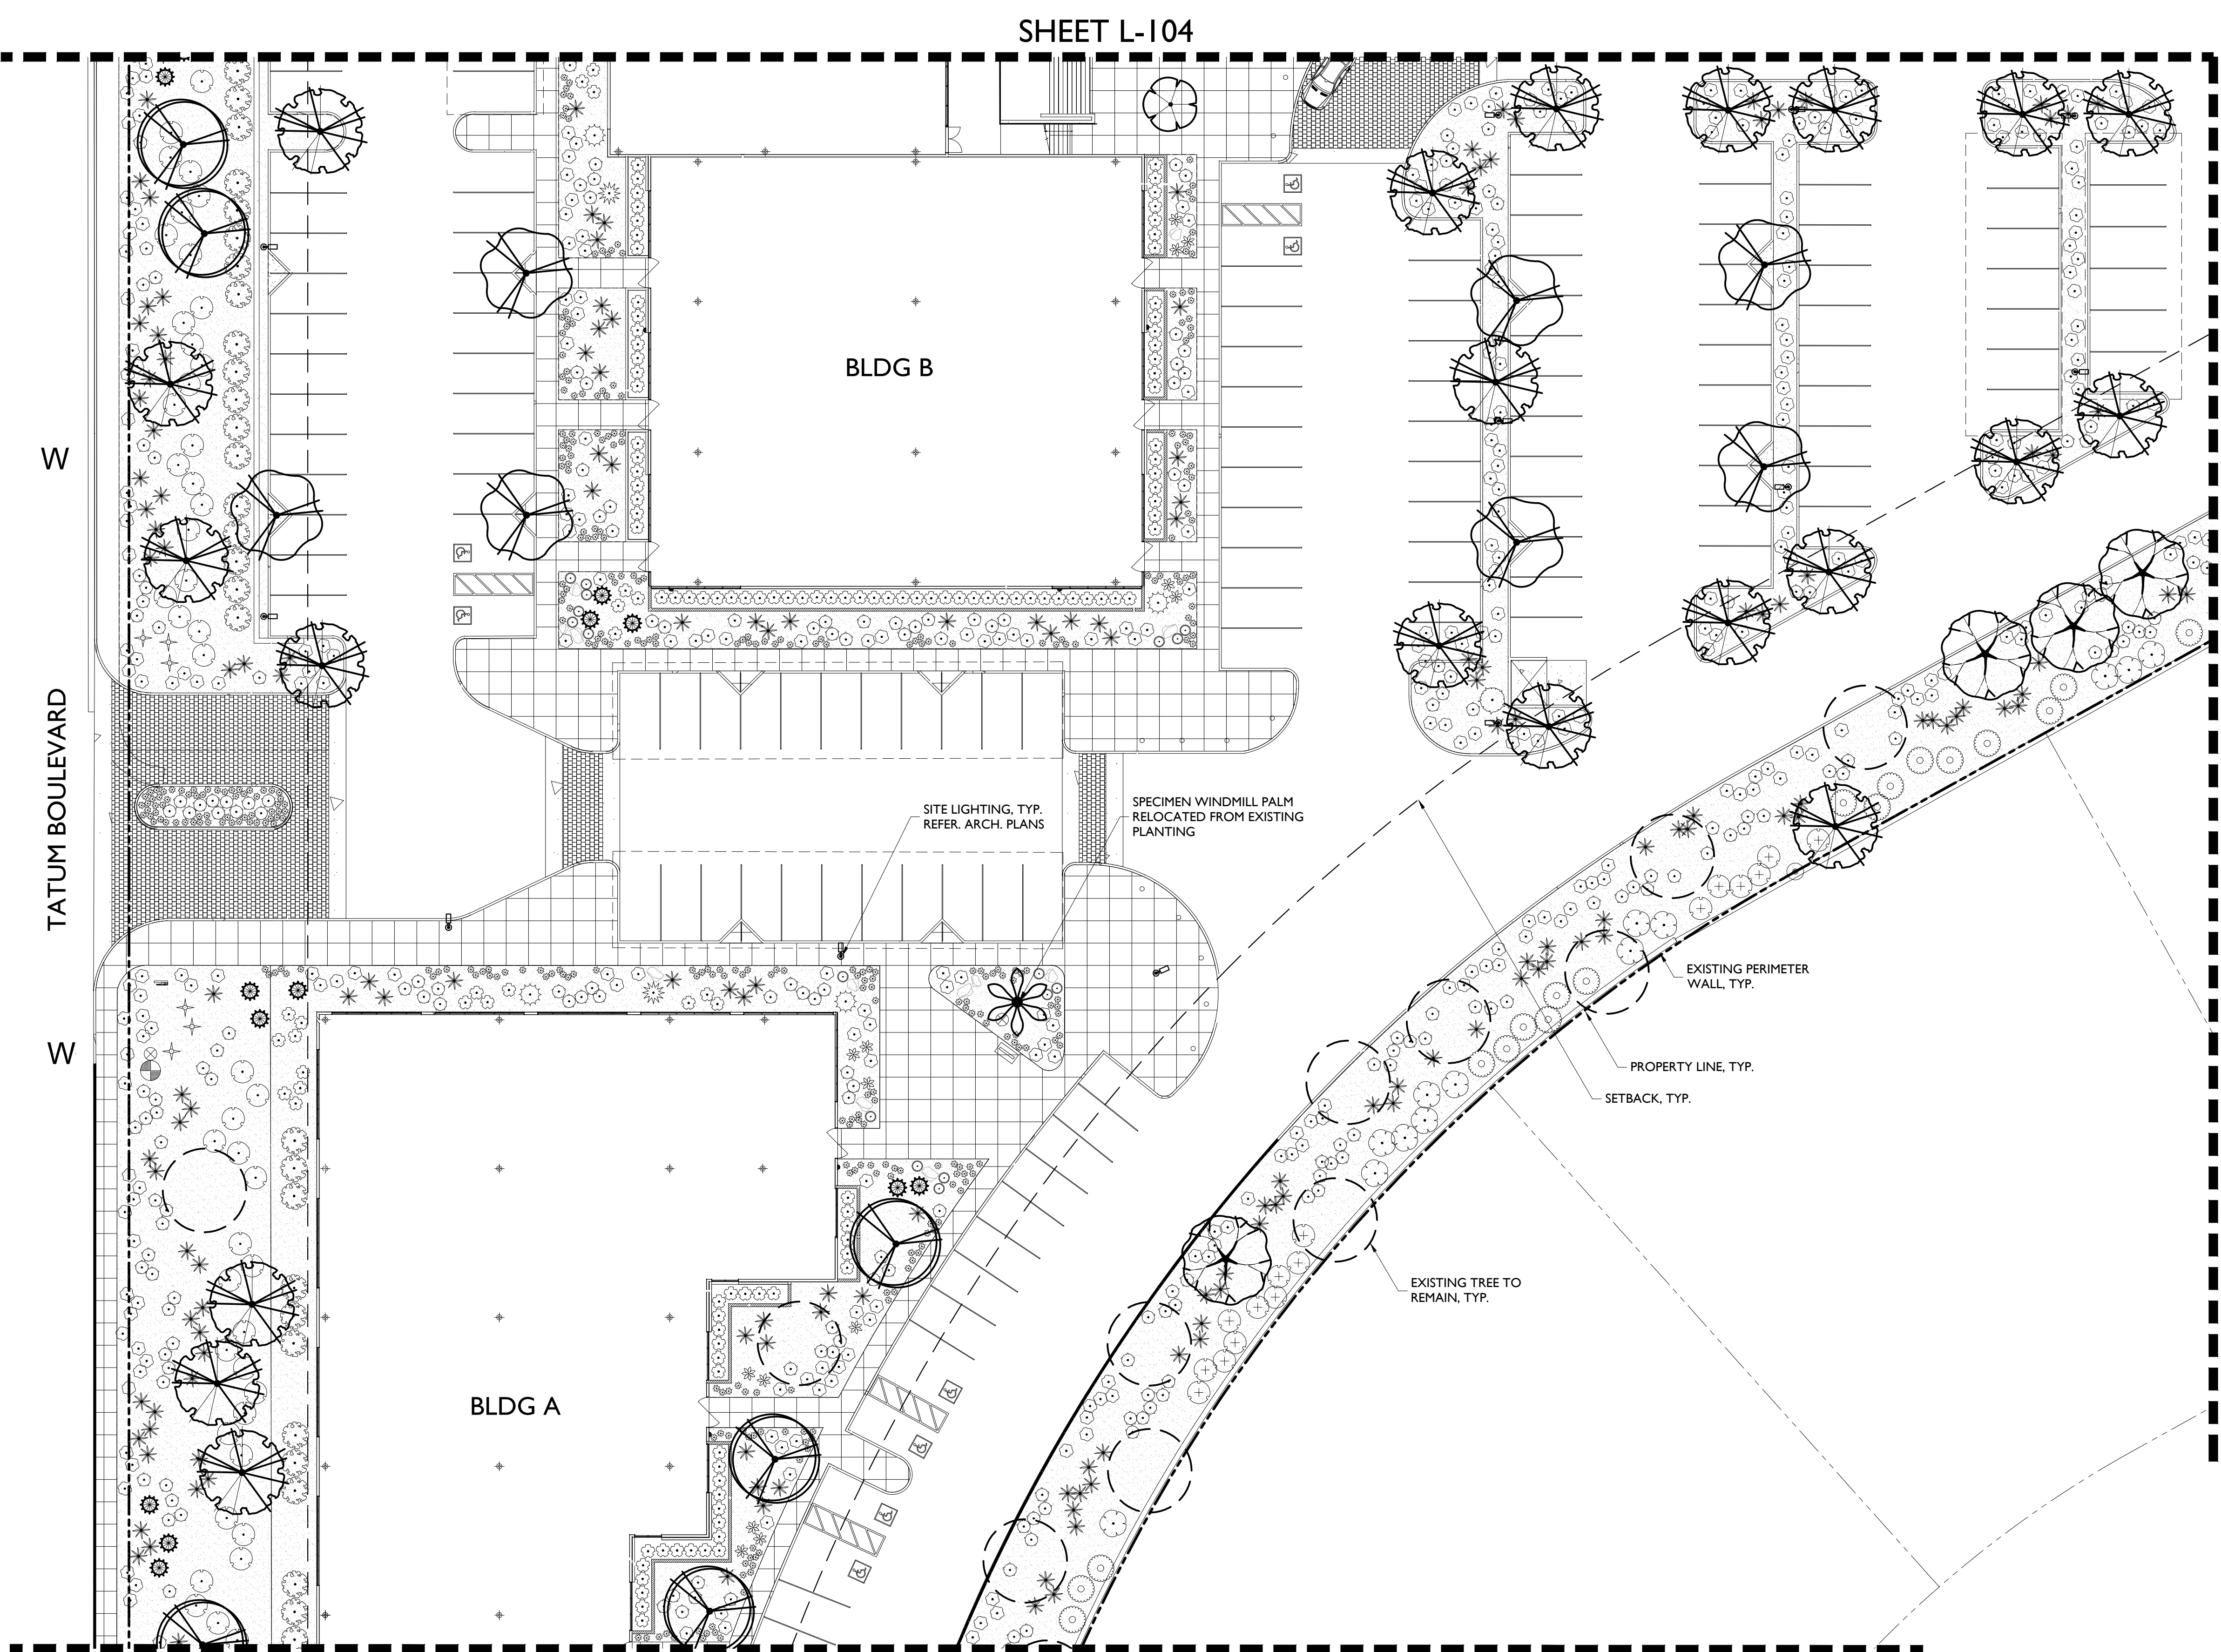 SHEET L-104
BLDG B
W
TATUM BOULEVARD
SITE LIGHTING, TYP.
REFER. ARCH. PLANS
SPECIMEN WINDMILL PALM
RELOCATED FROM EXISTING
PLANTING
EXISTING PERIMETER
WALL, TYP.
W
PROPERTY LINE, TYP.
SETBACK, TYP.
EXISTING TREE TO
REMAIN, TYP.
BLDG A